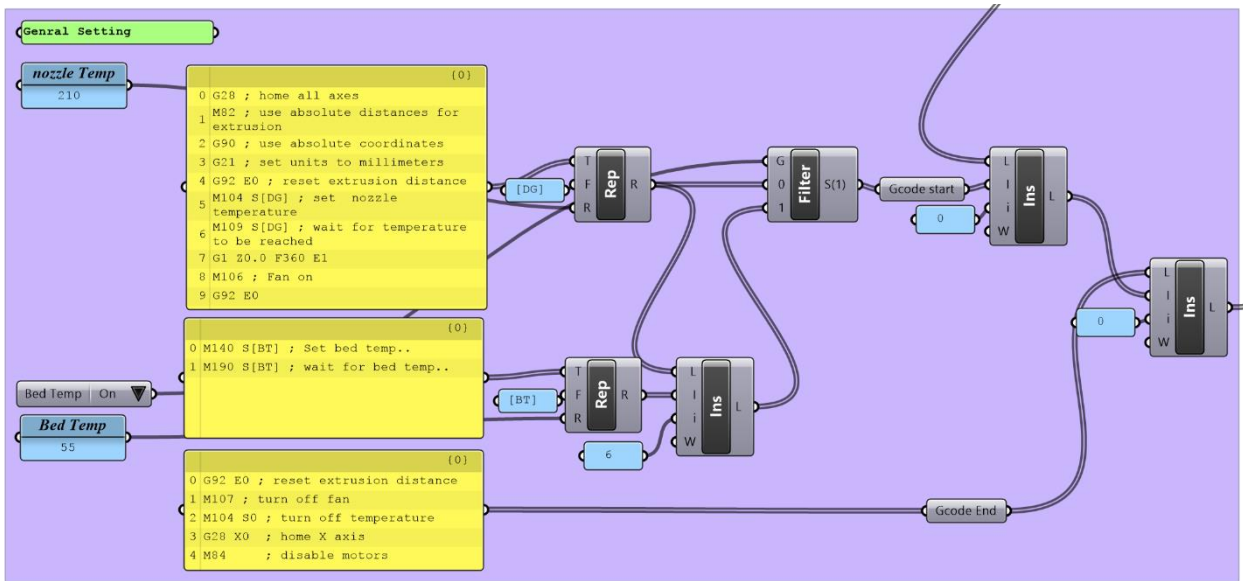 Genral Setting
nozzle Temp
210
{0}
0 G28 ; home all axes
1 M82 ; use absolute distances for
extrusion
2 G90 ; use absolute coordinates
3 G21 ; set units to millimeters
4 G92 E0 ; reset extrusion distance
5 M104 S[DG] ; set  nozzle
temperature
6 M109 S[DG] ; wait for temperature
to be reached
7 G1 Z0.0 F360 E1
8 M106 ; Fan on
9 G92 E0
[DG]
T
F
R
Rep
R
G
0
1
Filter
S(1)
Gcode start
0
L
I
i
W
Ins
L
{0}
0 M140 S[BT] ; Set bed temp..
1 M190 S[BT] ; wait for bed temp..
Bed Temp On
Bed Temp
55
[BT]
T
F
R
Rep
R
6
L
I
i
W
Ins
L
0
L
I
i
W
Ins
L
{0}
0 G92 E0 ; reset extrusion distance
1 M107 ; turn off fan
2 M104 S0 ; turn off temperature
3 G28 X0  ; home X axis
4 M84     ; disable motors
Gcode End